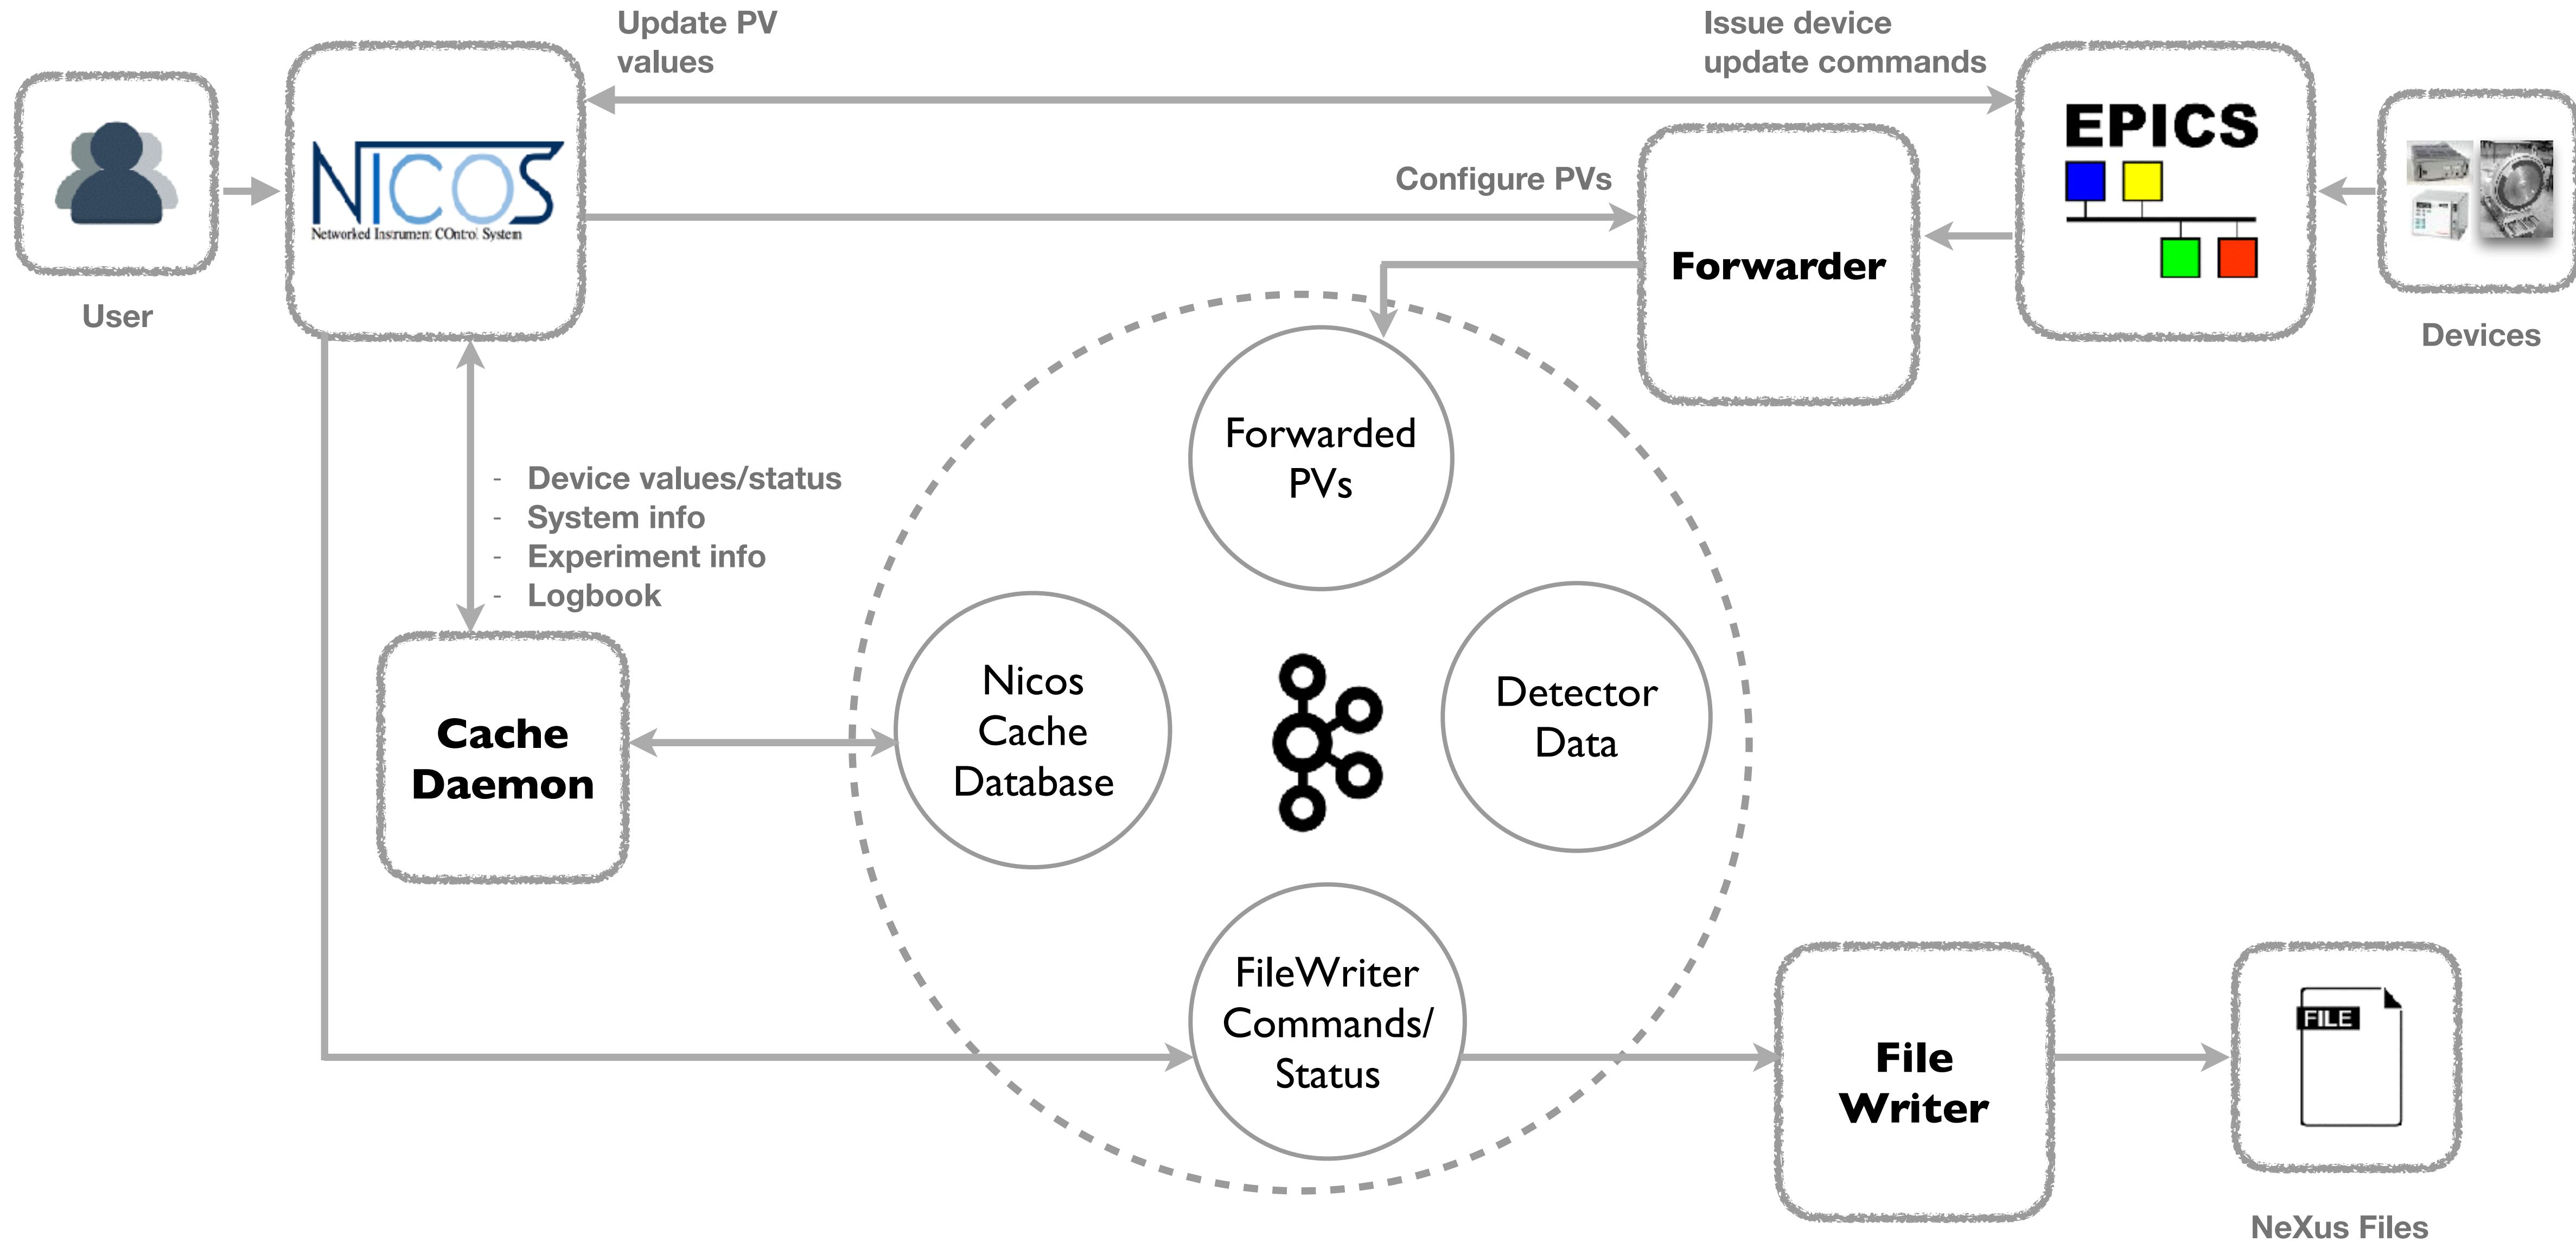 Update PV
values
Issue device
update commands
EPICS
NICOS
Networked Instrument COntrol System
Configure PVs
Forwarder
User
Devices
Forwarded
PVs
- Device values/status
- System info
- Experiment info
- Logbook
Nicos
Cache
Database
Detector
Data
Cache
Daemon
FileWriter
Commands/
Status
File
Writer
FILE
NeXus Files